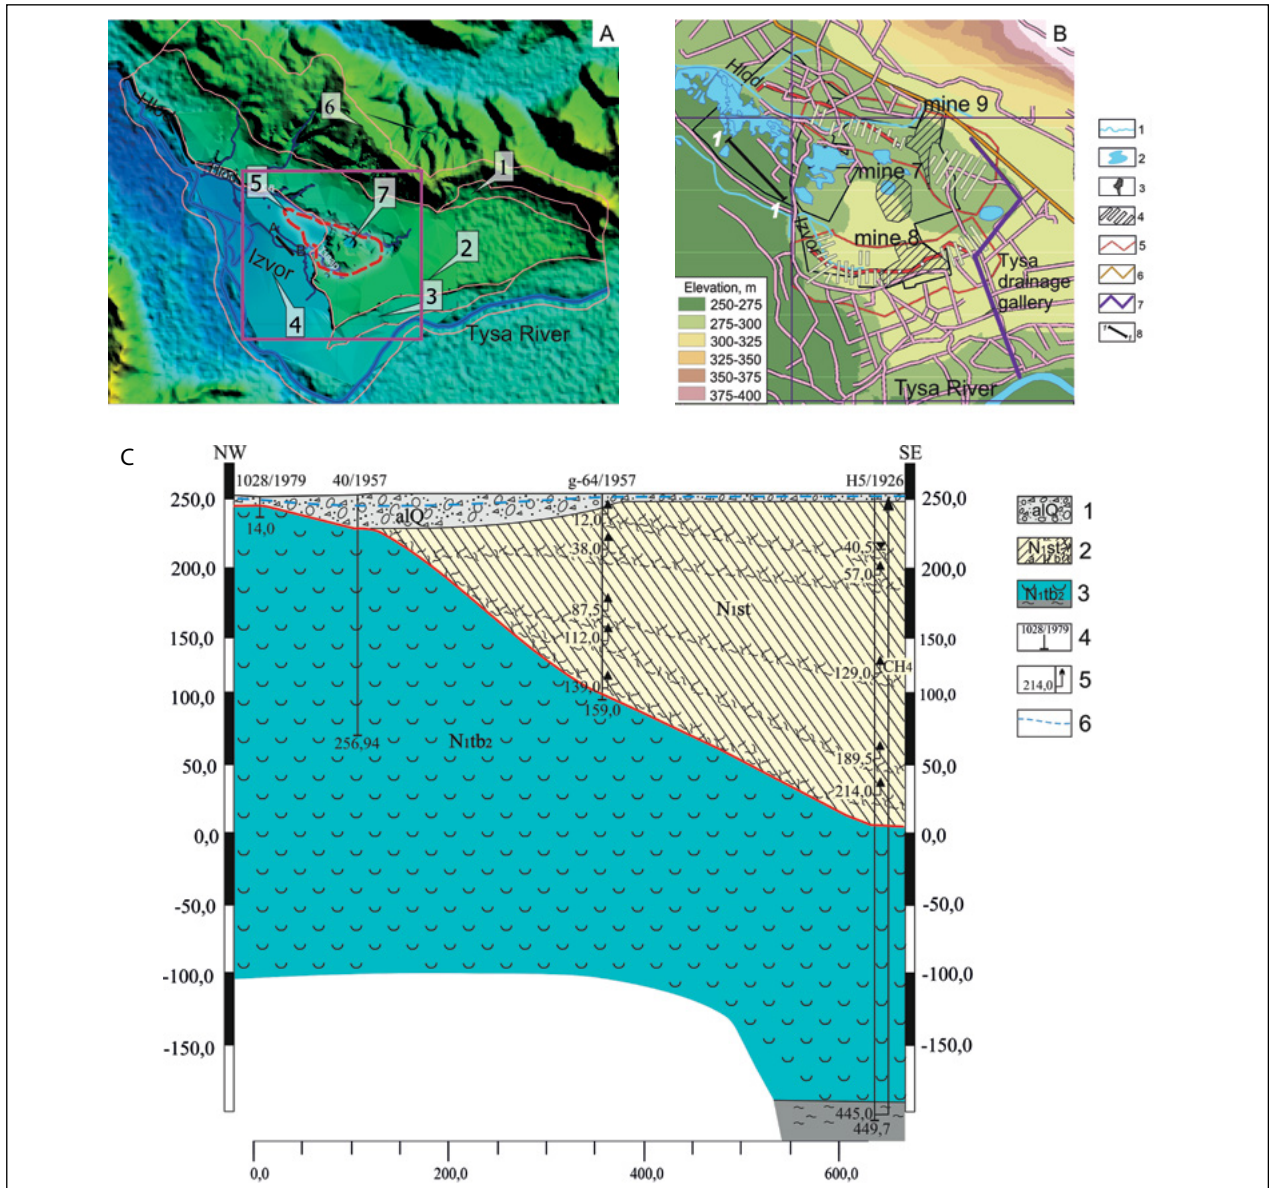 A
6
1
5
7
2
3
4
A
B
Hlod
Izvor
Tysa River
B
Hlod
mine 9
mine 7
mine 8
1
1
Izvor
Tysa
drainage
gallery
Tysa River
Elevation, m
250-275
275-300
300-325
325-350
350-375
375-400
1
2
3
4
5
6
7
8
C
NW
SE
1028/1979
40/1957
g-64/1957
H5/1926
250,0
200,0
150,0
100,0
50,0
0,0
-50,0
-100,0
-150,0
250,0
200,0
150,0
100,0
50,0
0,0
-50,0
-100,0
-150,0
alQ
14,0
256,94
12,0
38,0
87,5
112,0
139,0
159,0
N₁st
N₁tb₂
40,5
57,0
129,0
CH₄
189,5
214,0
445,0
449,7
0,0
200,0
400,0
600,0
alQ 1
N₁st 2
N₁tb₂ 3
1028/1979 4
214,0 5
6